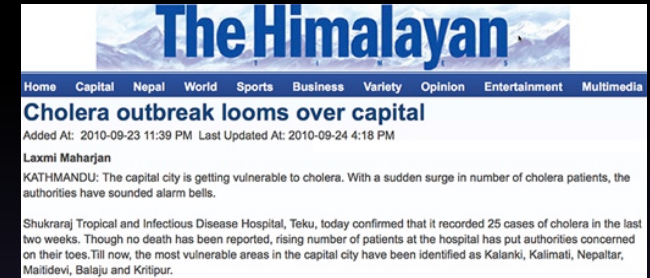 The Himalayan
T I M E S
Home Capital Nepal World Sports Business Variety Opinion Entertainment Multimedia
Cholera outbreak looms over capital
Added At: 2010-09-23 11:39 PM Last Updated At: 2010-09-24 4:18 PM
Laxmi Maharjan
KATHMANDU: The capital city is getting vulnerable to cholera. With a sudden surge in number of cholera patients, the
authorities have sounded alarm bells.
Shukraraj Tropical and Infectious Disease Hospital, Teku, today confirmed that it recorded 25 cases of cholera in the last
two weeks. Though no death has been reported, rising number of patients at the hospital has put authorities concerned
on their toes.Till now, the most vulnerable areas in the capital city have been identified as Kalanki, Kalimati, Nepaltar,
Maitidevi, Balaju and Kritipur.